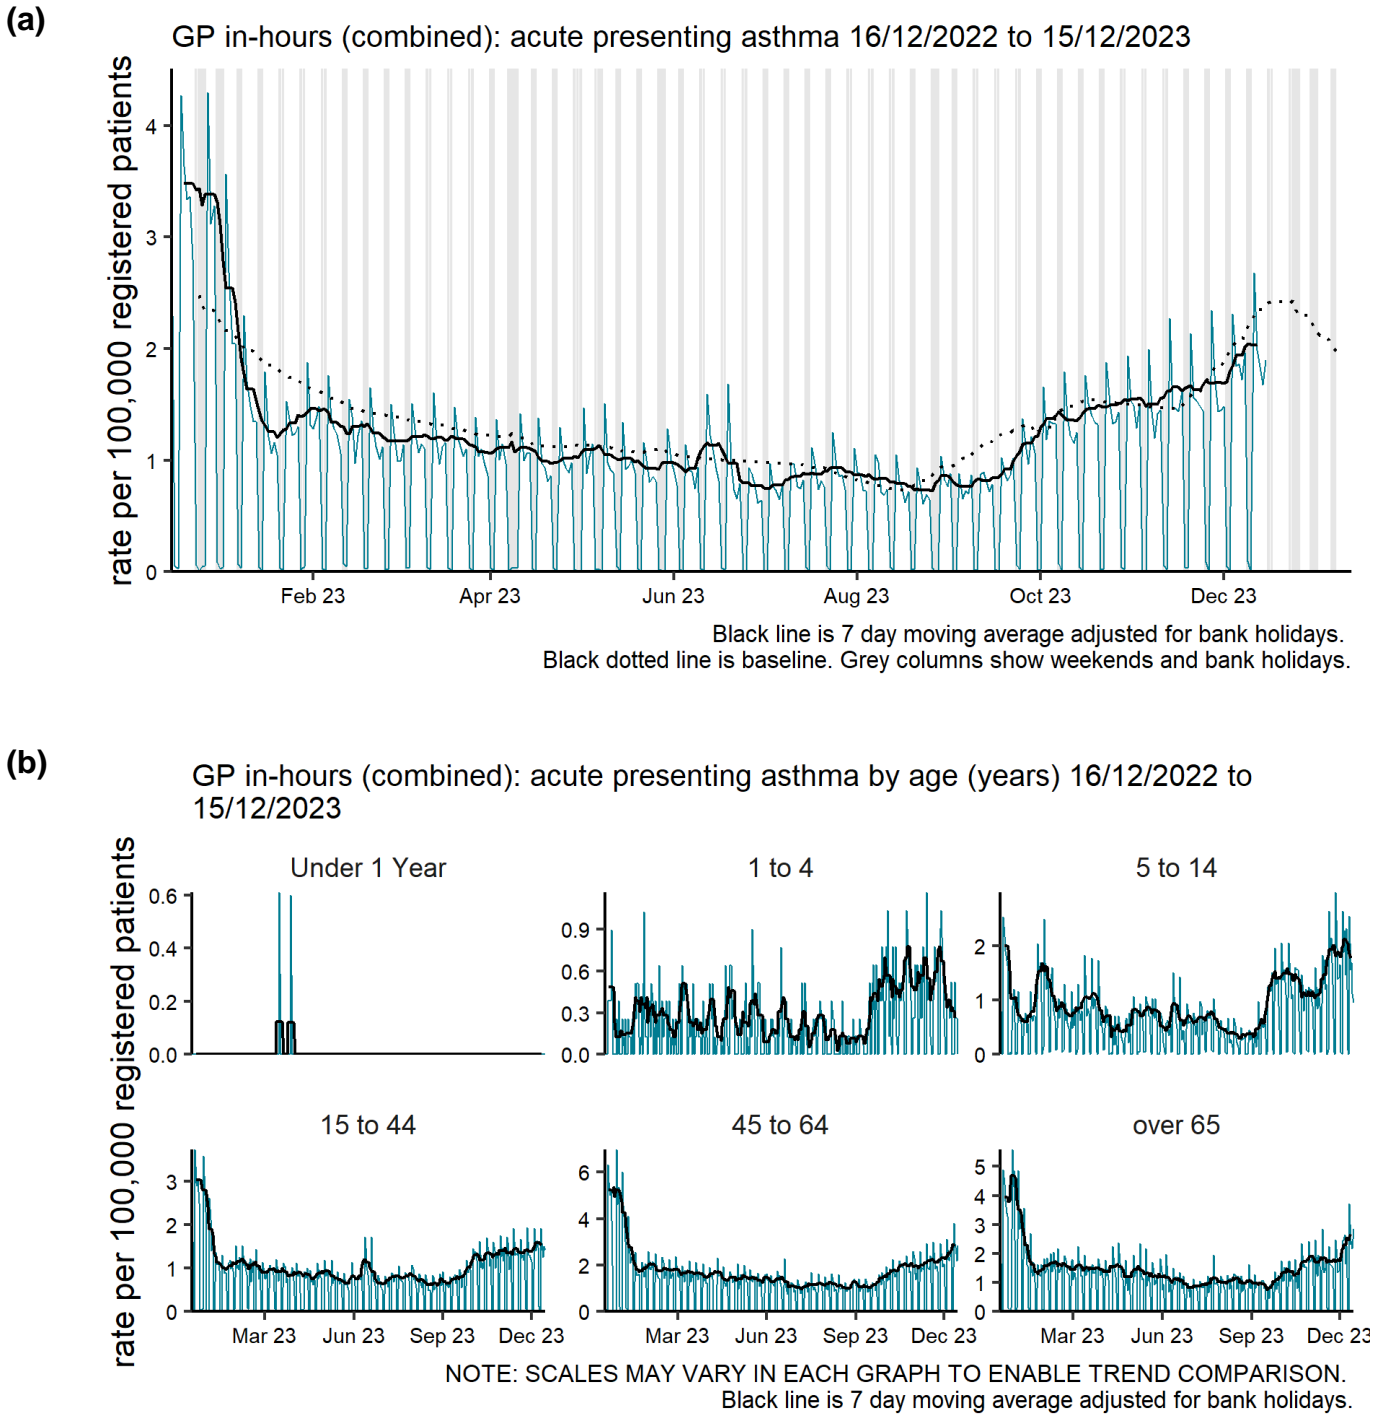 (a)
GP in-hours (combined): acute presenting asthma 16/12/2022 to 15/12/2023
rate per 100,000 registered patients
4
3
2
1
0
Feb 23 Apr 23 Jun 23 Aug 23 Oct 23 Dec 23
Black line is 7 day moving average adjusted for bank holidays.
Black dotted line is baseline. Grey columns show weekends and bank holidays.
(b)
GP in-hours (combined): acute presenting asthma by age (years) 16/12/2022 to
15/12/2023
rate per 100,000 registered patients
Under 1 Year
0.6
0.4
0.2
0.0
1 to 4
0.9
0.6
0.3
0.0
5 to 14
2
1
0
15 to 44
3
2
1
0
Mar 23 Jun 23 Sep 23 Dec 23
45 to 64
6
4
2
0
Mar 23 Jun 23 Sep 23 Dec 23
over 65
5
4
3
2
1
0
Mar 23 Jun 23 Sep 23 Dec 23
NOTE: SCALES MAY VARY IN EACH GRAPH TO ENABLE TREND COMPARISON.
Black line is 7 day moving average adjusted for bank holidays.